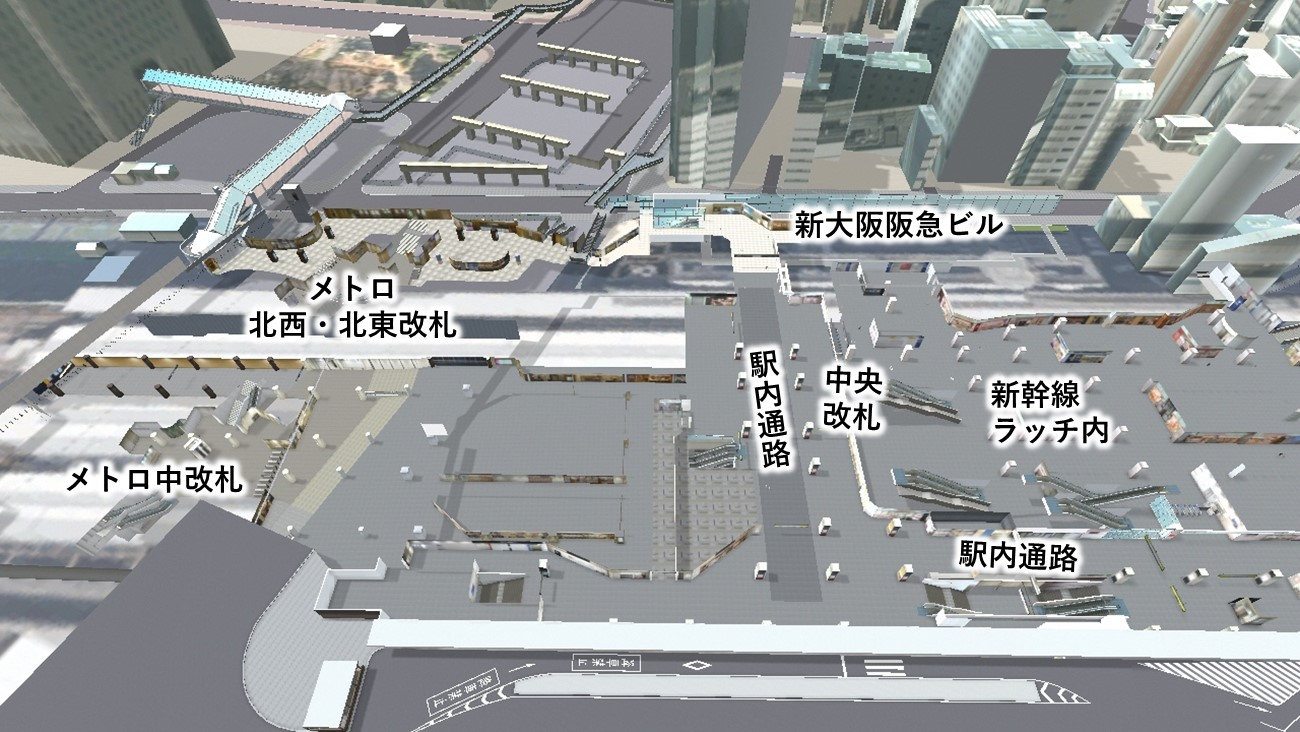 新大阪阪急ビル
メトロ
北西・北東改札
駅内通路
中央
改札
新幹線
ラッチ内
メトロ中改札
駅内通路